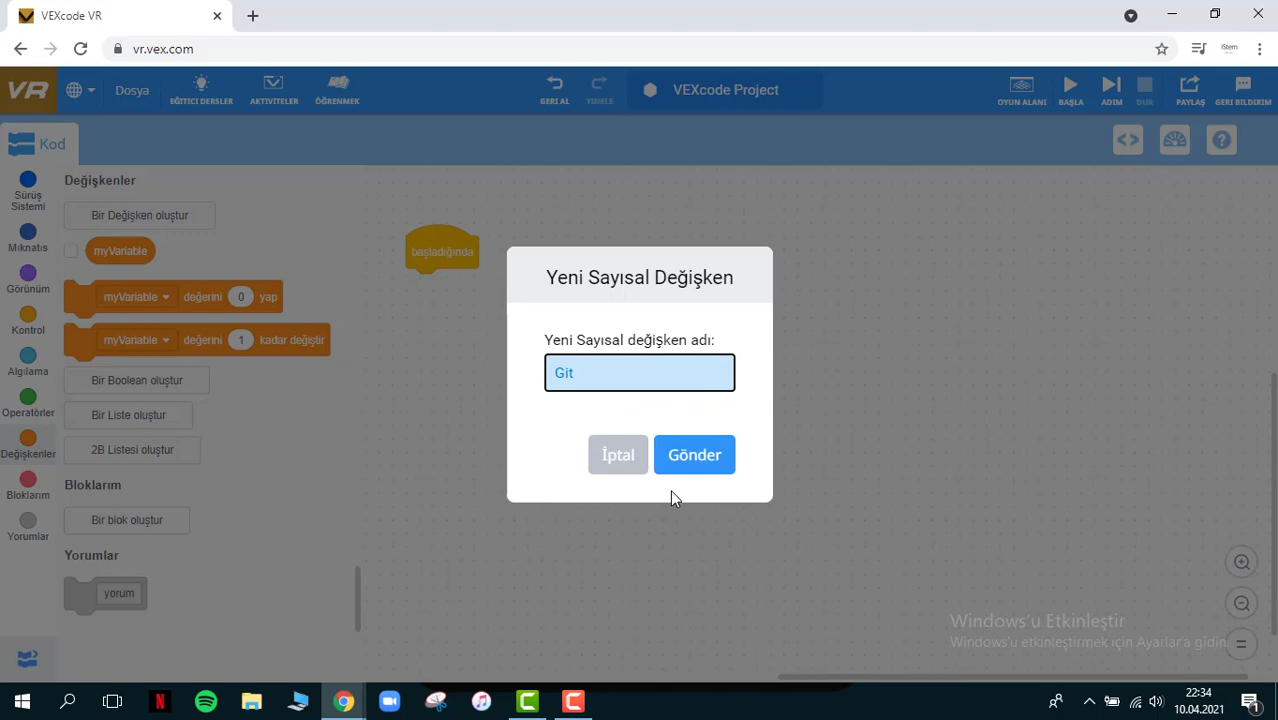 VEXcode VR
vr.vex.com
VR
Dosya
EĞİTİCİ DERSLER
AKTİVİTELER
ÖĞRENMEK
GERİ AL
YİNELE
VEXcode Project
OYUN ALANI
BAŞLA
ADIM
DUR
PAYLAŞ
GERİ BİLDİRİM
Kod
Sürüş
Sistemi
Mıknatıs
Görünüm
Kontrol
Algılama
Operatörler
Değişkenler
Bloklarım
Yorumlar
Değişkenler
Bir Değişken oluştur
myVariable
myVariable değerini 0 yap
myVariable değerini 1 kadar değiştir
Bir Boolean oluştur
Bir Liste oluştur
2B Listesi oluştur
Bloklarım
Bir blok oluştur
Yorumlar
yorum
başladığında
Yeni Sayısal Değişken
Yeni Sayısal değişken adı:
Git
İptal
Gönder
Windows'u Etkinleştir
Windows'u etkinleştirmek için Ayarlar'a gidin.
22:34
10.04.2021